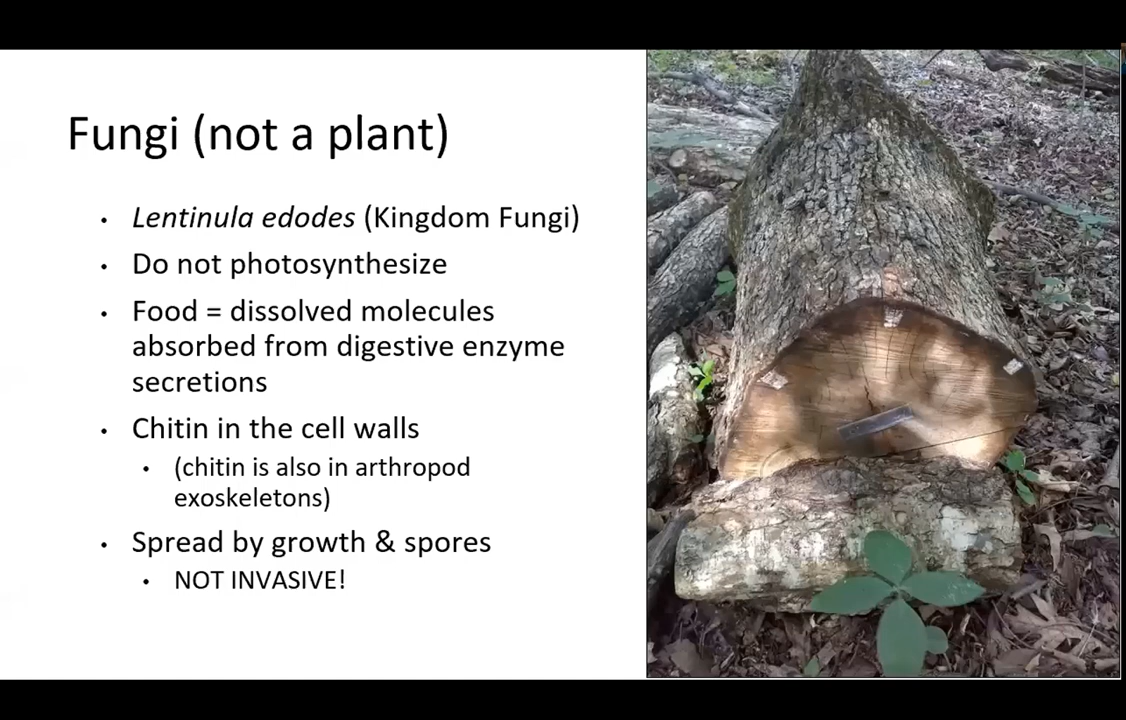 Fungi (not a plant)
• Lentinula edodes (Kingdom Fungi)
• Do not photosynthesize
• Food = dissolved molecules
absorbed from digestive enzyme
secretions
• Chitin in the cell walls
• (chitin is also in arthropod
exoskeletons)
• Spread by growth & spores
• NOT INVASIVE!